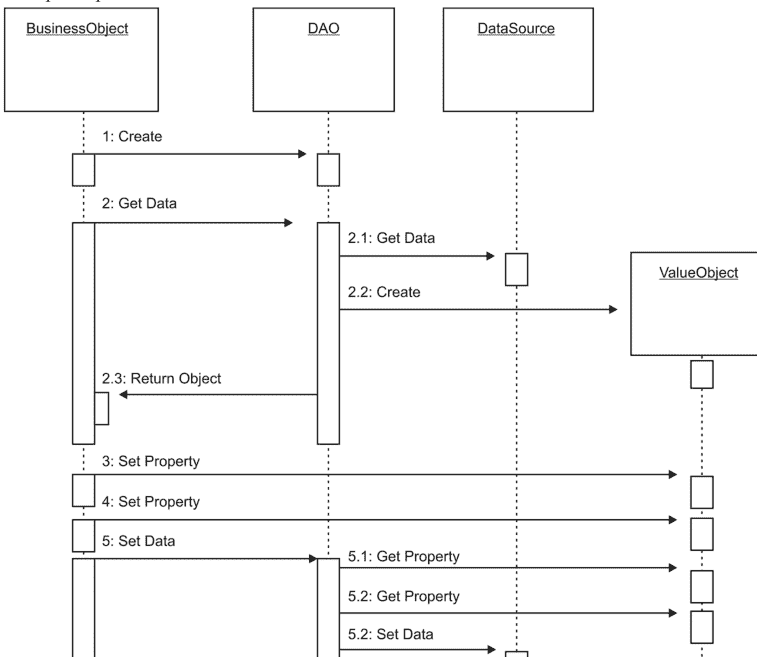 BusinessObject
DAO
DataSource
1: Create
2: Get Data
2.1: Get Data
ValueObject
2.2: Create
2.3: Return Object
3: Set Property
4: Set Property
5: Set Data
5.1: Get Property
5.2: Get Property
5.2: Set Data